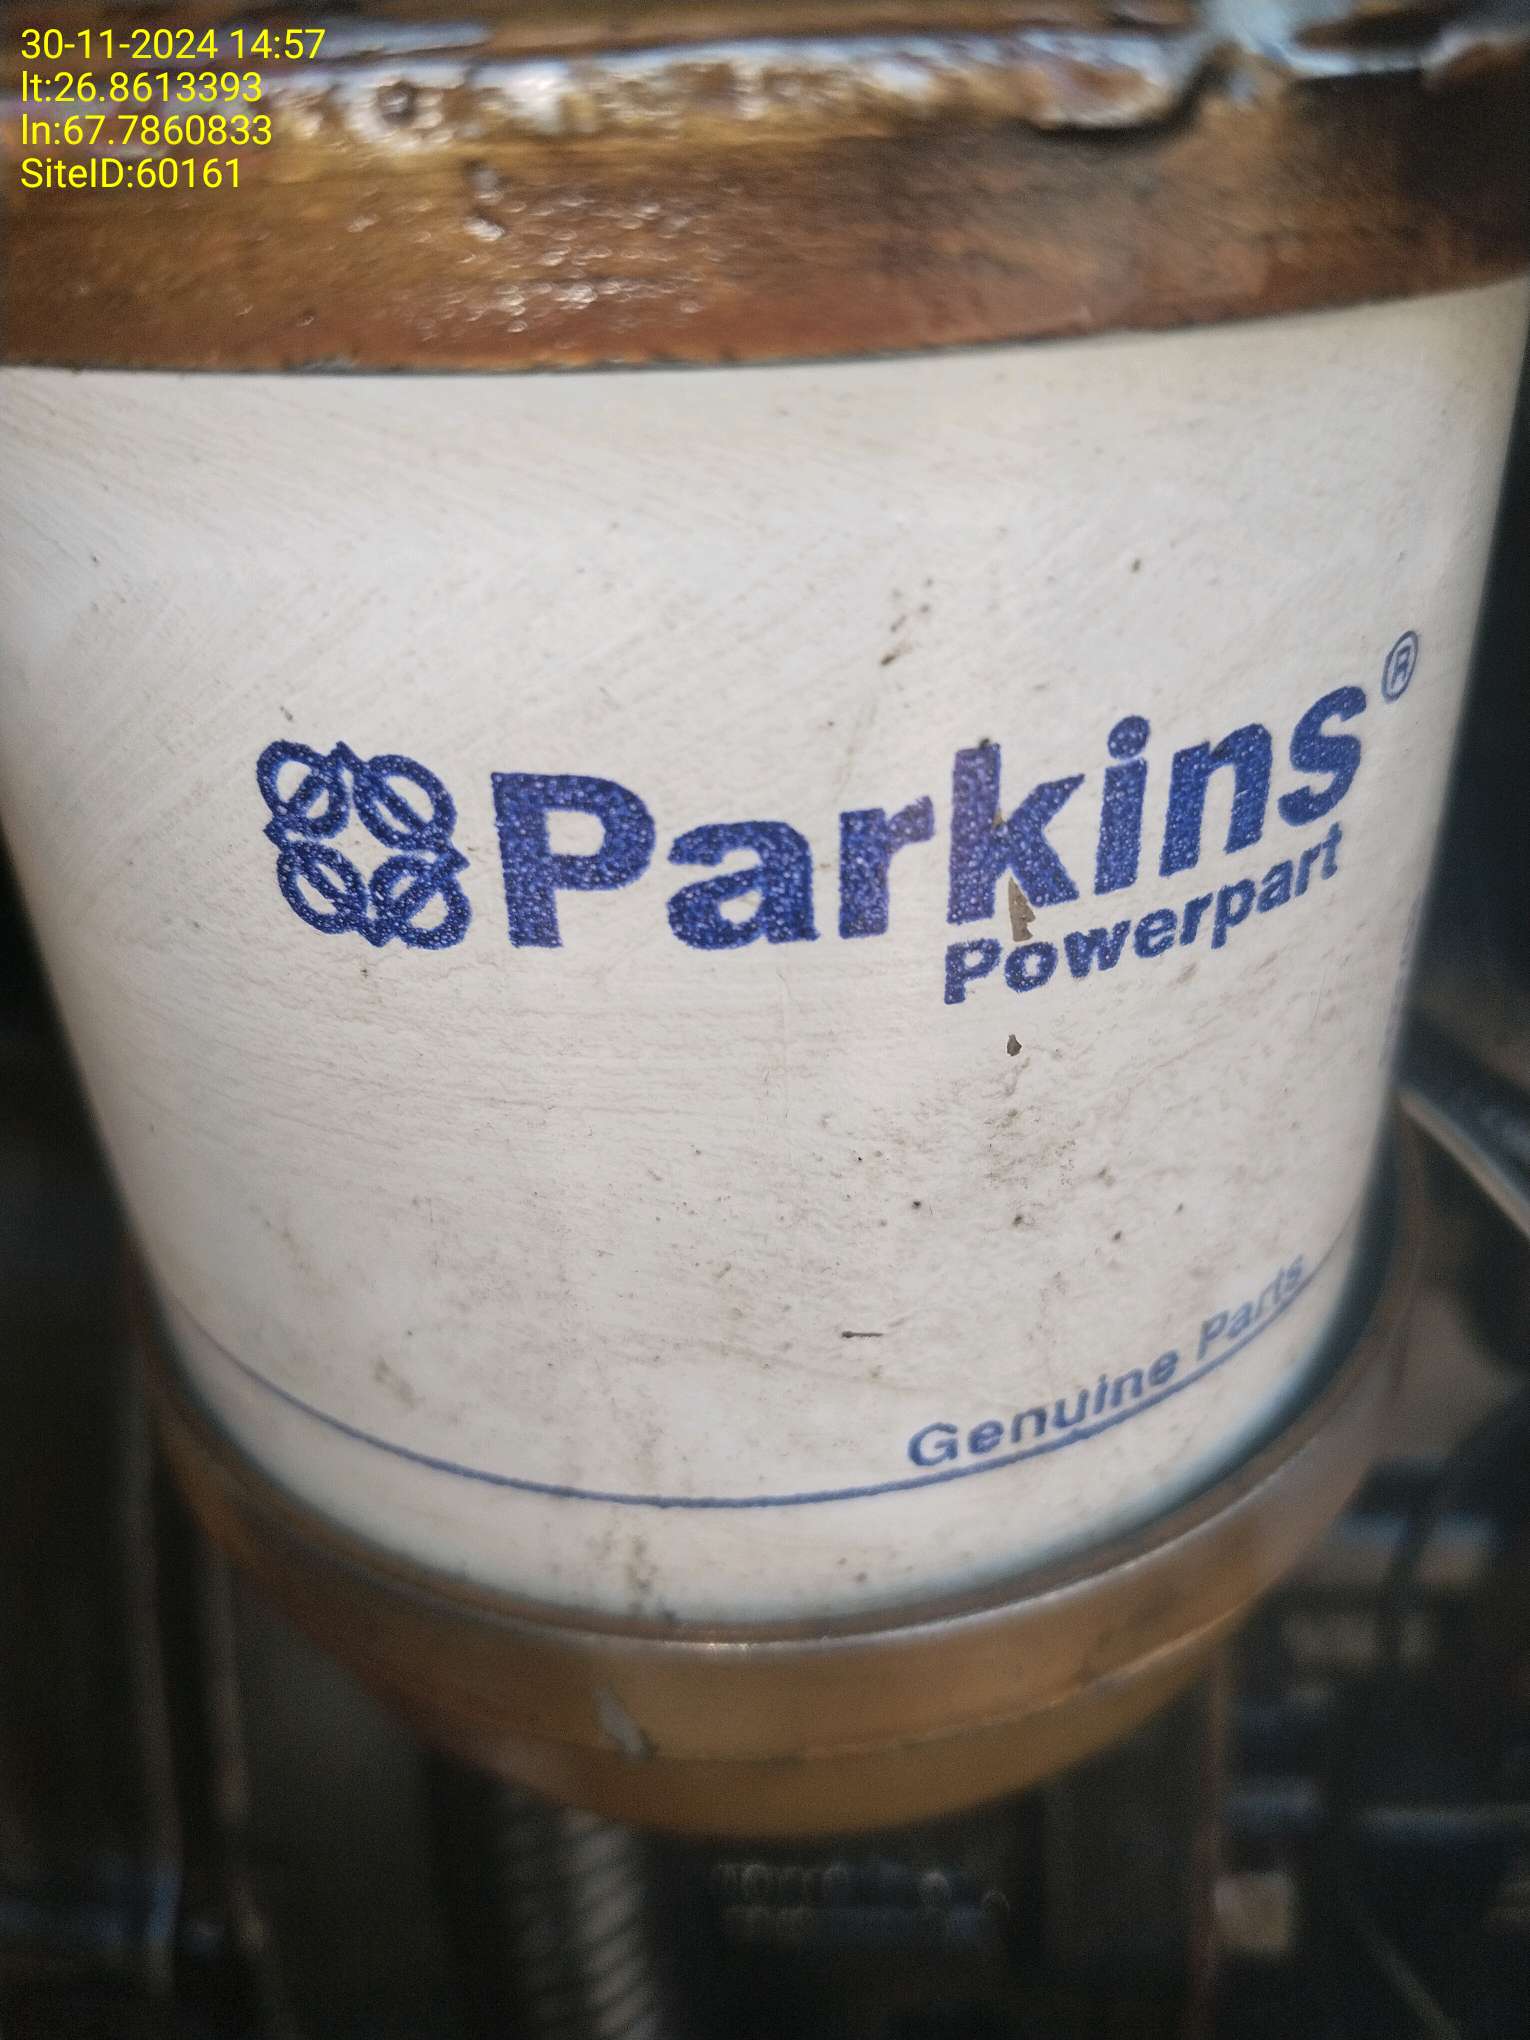 30-11-2024 14:57
lt:26.8613393
ln:67.7860833
SiteID:60161
Parkins®
Powerpart
Genuine Parts